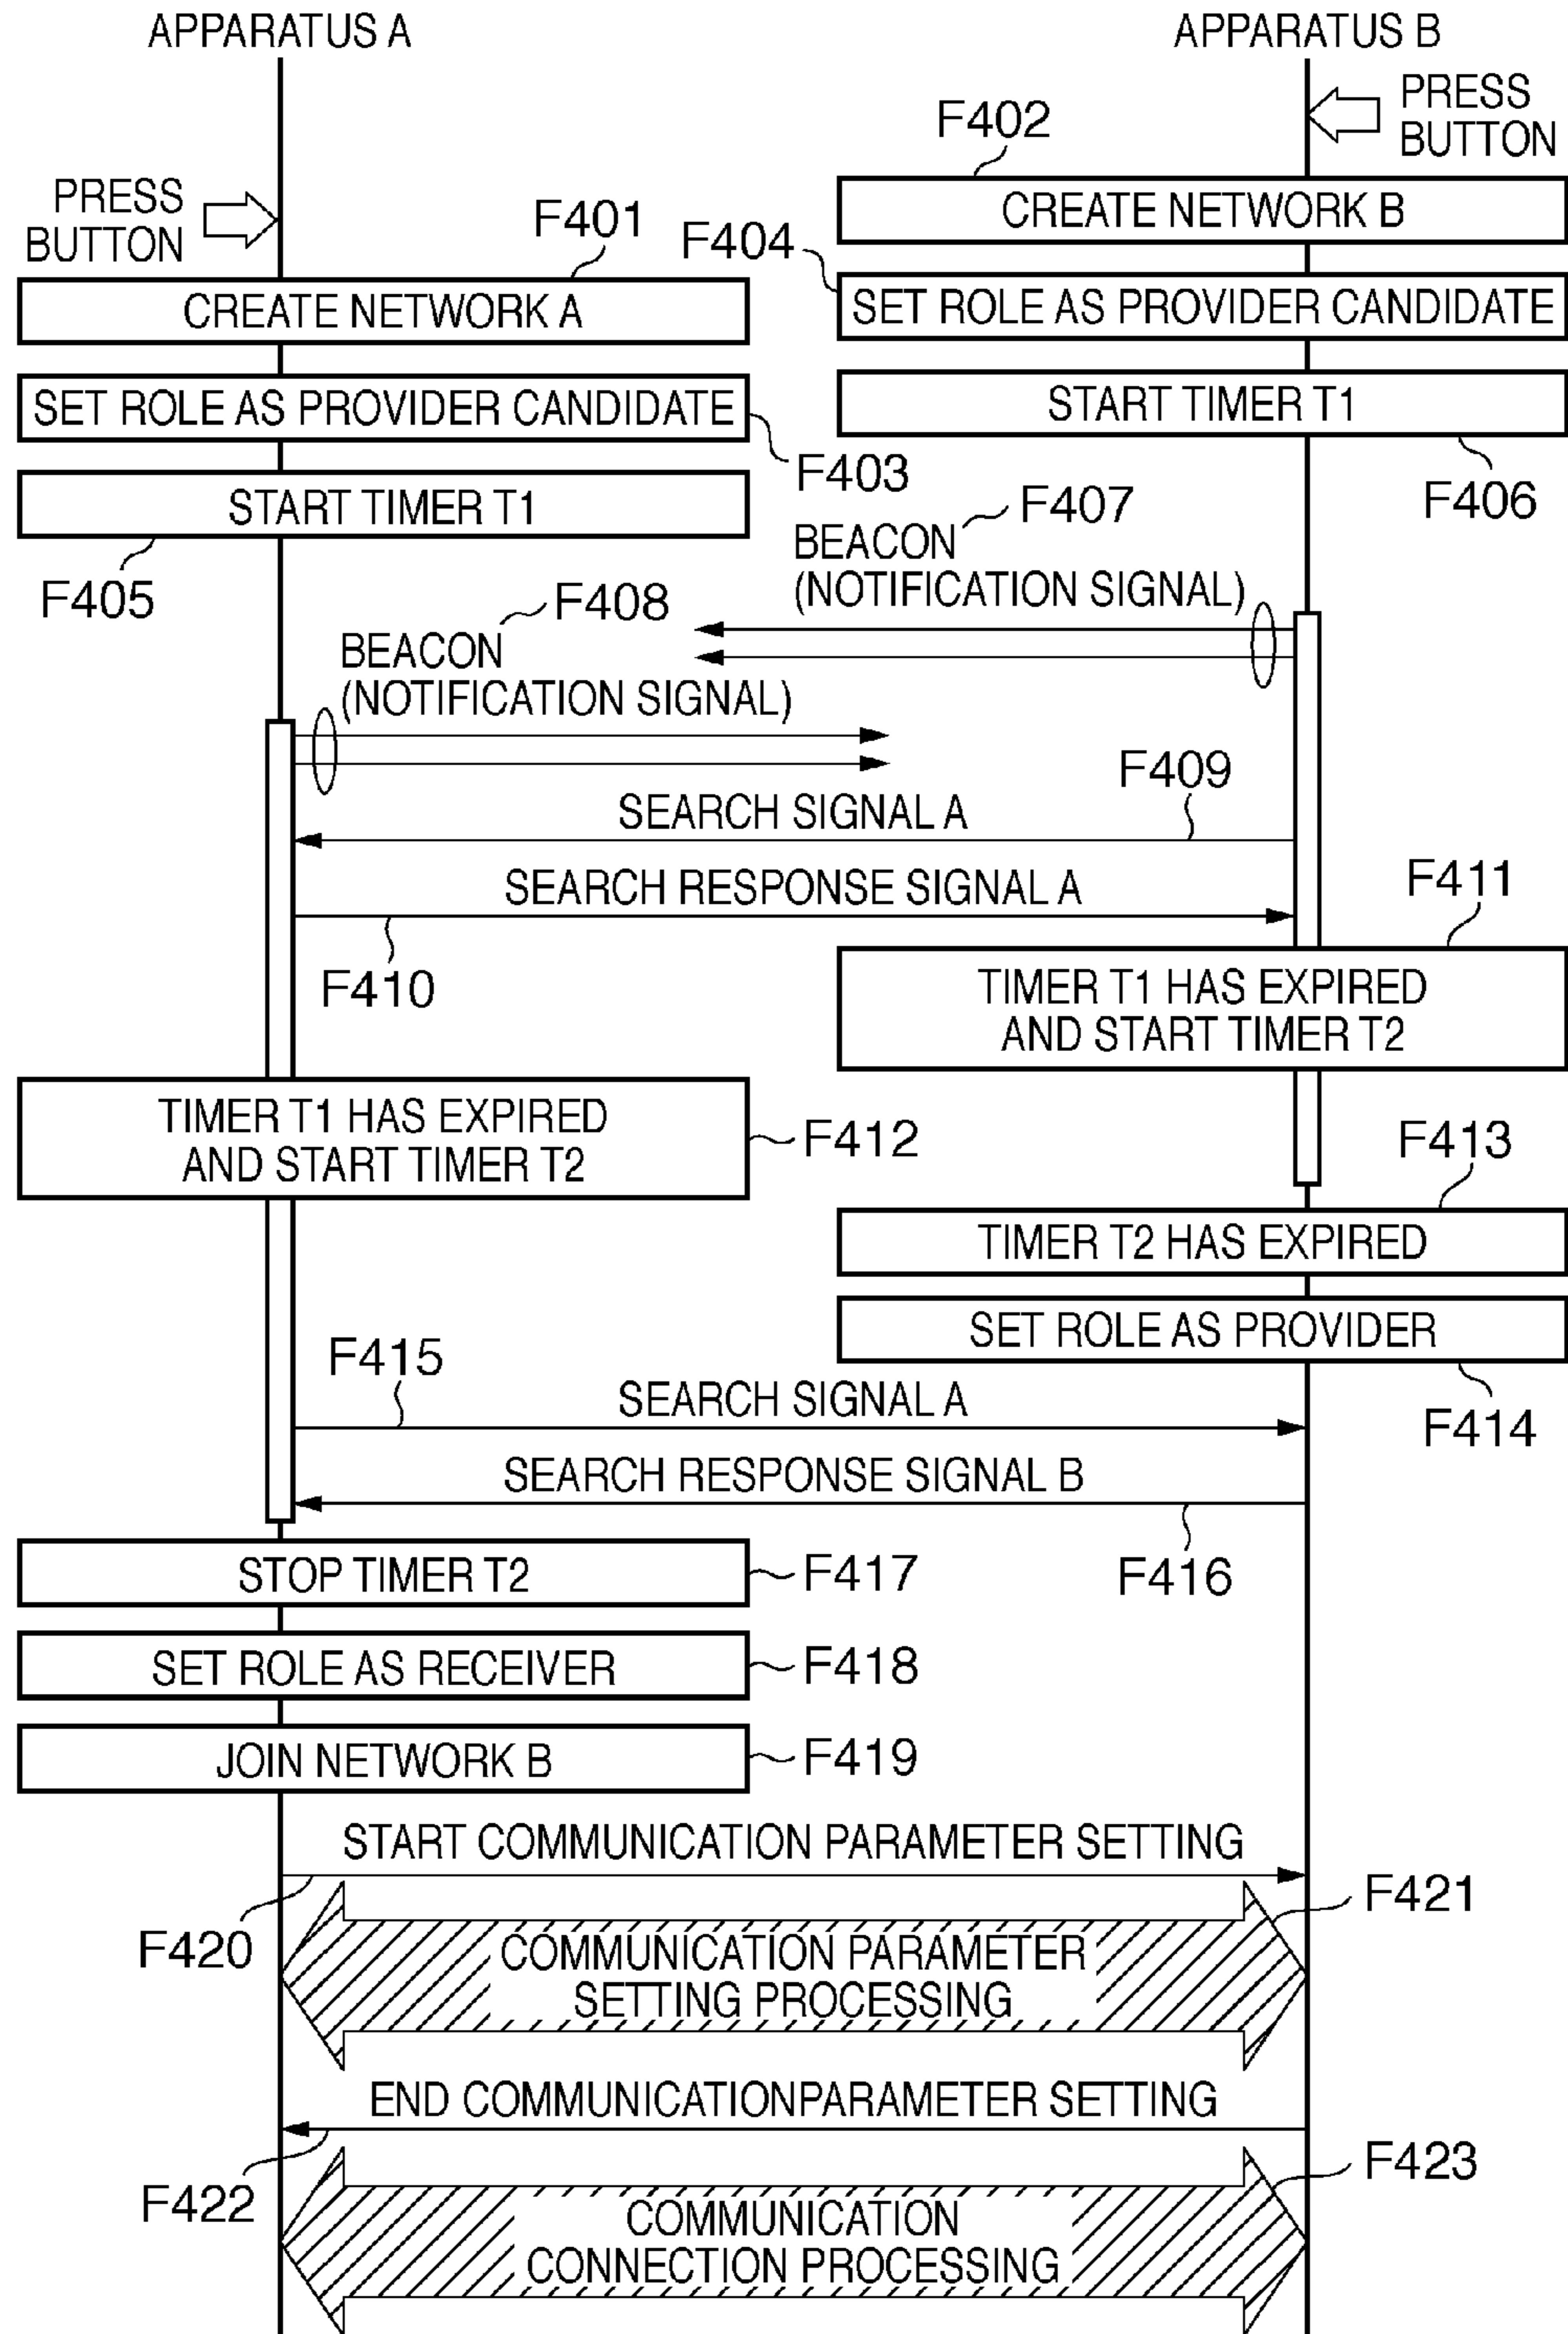 APPARATUS A
APPARATUS B
PRESS
BUTTON
F402
CREATE NETWORK B
PRESS
BUTTON
F401
F404
CREATE NETWORK A
SET ROLE AS PROVIDER CANDIDATE
SET ROLE AS PROVIDER CANDIDATE
START TIMER T1
F403
START TIMER T1
F406
F407
BEACON
(NOTIFICATION SIGNAL)
F405
F408
BEACON
(NOTIFICATION SIGNAL)
F409
SEARCH SIGNAL A
SEARCH RESPONSE SIGNAL A
F411
F410
TIMER T1 HAS EXPIRED
AND START TIMER T2
TIMER T1 HAS EXPIRED
AND START TIMER T2
F412
F413
TIMER T2 HAS EXPIRED
SET ROLE AS PROVIDER
F415
SEARCH SIGNAL A
F414
SEARCH RESPONSE SIGNAL B
STOP TIMER T2
F417
F416
SET ROLE AS RECEIVER
F418
JOIN NETWORK B
F419
START COMMUNICATION PARAMETER SETTING
F421
F420
COMMUNICATION PARAMETER
SETTING PROCESSING
END COMMUNICATIONPARAMETER SETTING
F423
F422
COMMUNICATION
CONNECTION PROCESSING